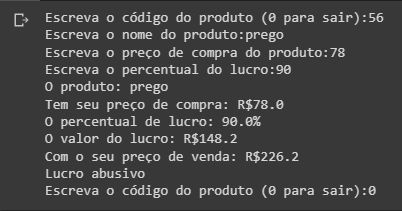 Escreva o código do produto (0 para sair):56
Escreva o nome do produto:prego
Escreva o preço de compra do produto:78
Escreva o percentual do lucro:90
O produto: prego
Tem seu preço de compra: R$78.0
O percentual de lucro: 90.0%
O valor do lucro: R$148.2
Com o seu preço de venda: R$226.2
Lucro abusivo
Escreva o código do produto (0 para sair):0